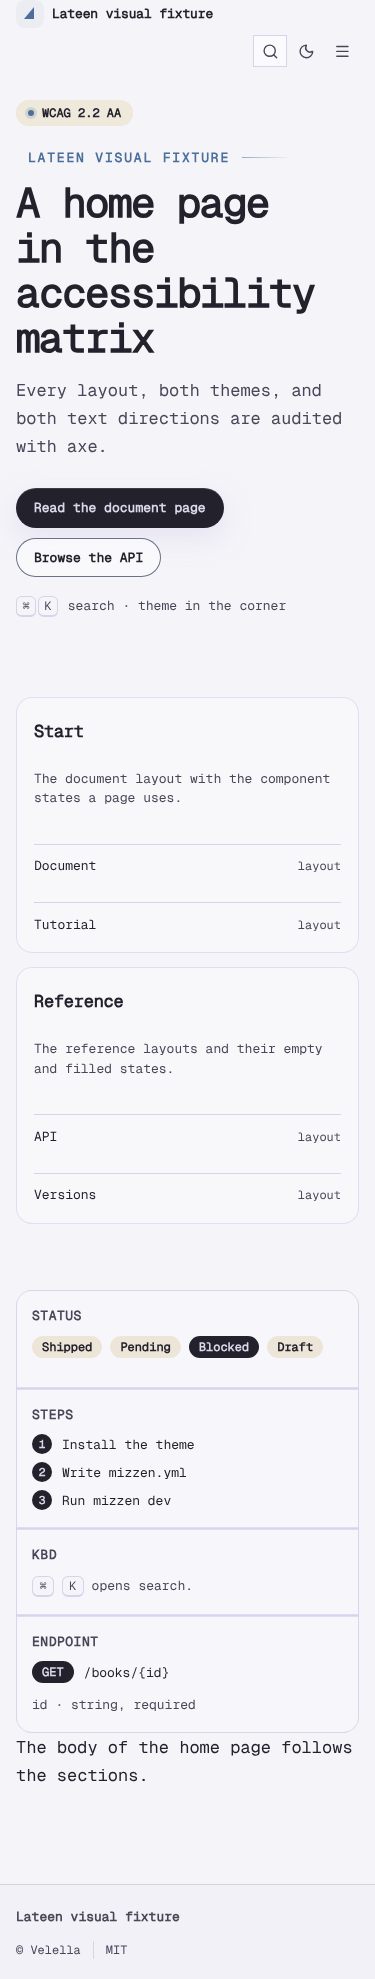 Lateen visual fixture
WCAG 2.2 AA
LATEEN VISUAL FIXTURE
A home page
in the
accessibility
matrix
Every layout, both themes, and
both text directions are audited
with axe.
Read the document page
Browse the API
⌘ K search · theme in the corner
Start
The document layout with the component
states a page uses.
Document layout
Tutorial layout
Reference
The reference layouts and their empty
and filled states.
API layout
Versions layout
STATUS
Shipped Pending Blocked Draft
STEPS
1 Install the theme
2 Write mizzen.yml
3 Run mizzen dev
KBD
⌘ K opens search.
ENDPOINT
GET /books/{id}
id · string, required
The body of the home page follows
the sections.
Lateen visual fixture
© Velella MIT